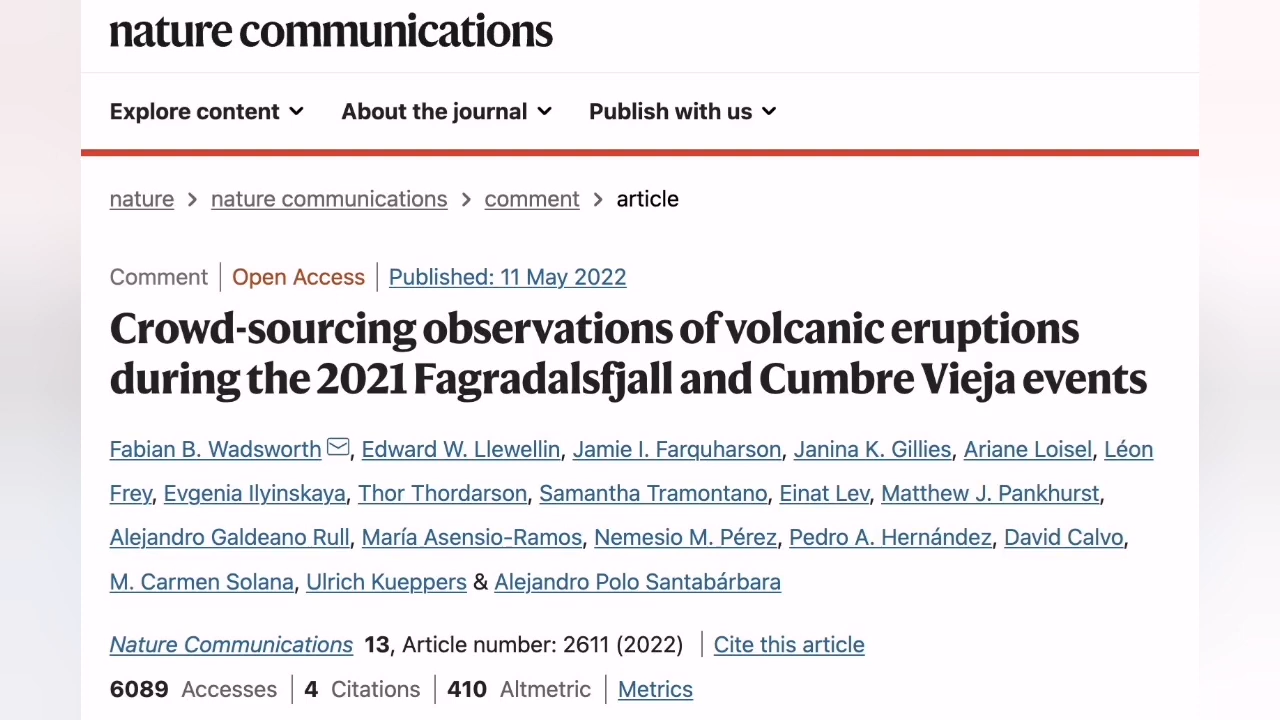 nature communications
Explore content About the journal Publish with us
nature > nature communications > comment > article
Comment | Open Access | Published: 11 May 2022
Crowd-sourcing observations of volcanic eruptions
during the 2021 Fagradalsfjall and Cumbre Vieja events
Fabian B. Wadsworth, Edward W. Llewellin, Jamie I. Farquharson, Janina K. Gillies, Ariane Loisel, Léon
Frey, Evgenia Ilyinskaya, Thor Thordarson, Samantha Tramontano, Einat Lev, Matthew J. Pankhurst,
Alejandro Galdeano Rull, María Asensio-Ramos, Nemesio M. Pérez, Pedro A. Hernández, David Calvo,
M. Carmen Solana, Ulrich Kueppers & Alejandro Polo Santabárbara
Nature Communications 13, Article number: 2611 (2022) | Cite this article
6089 Accesses | 4 Citations | 410 Altmetric | Metrics